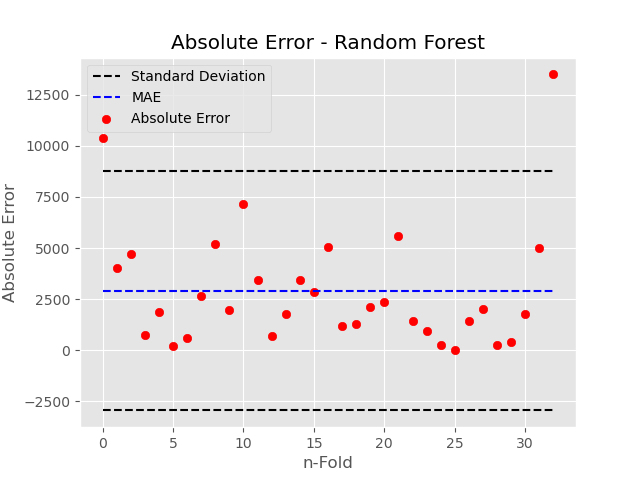 Absolute Error - Random Forest
Standard Deviation
MAE
Absolute Error
12500
10000
7500
5000
2500
0
−2500
Absolute Error
0 5 10 15 20 25 30
n-Fold